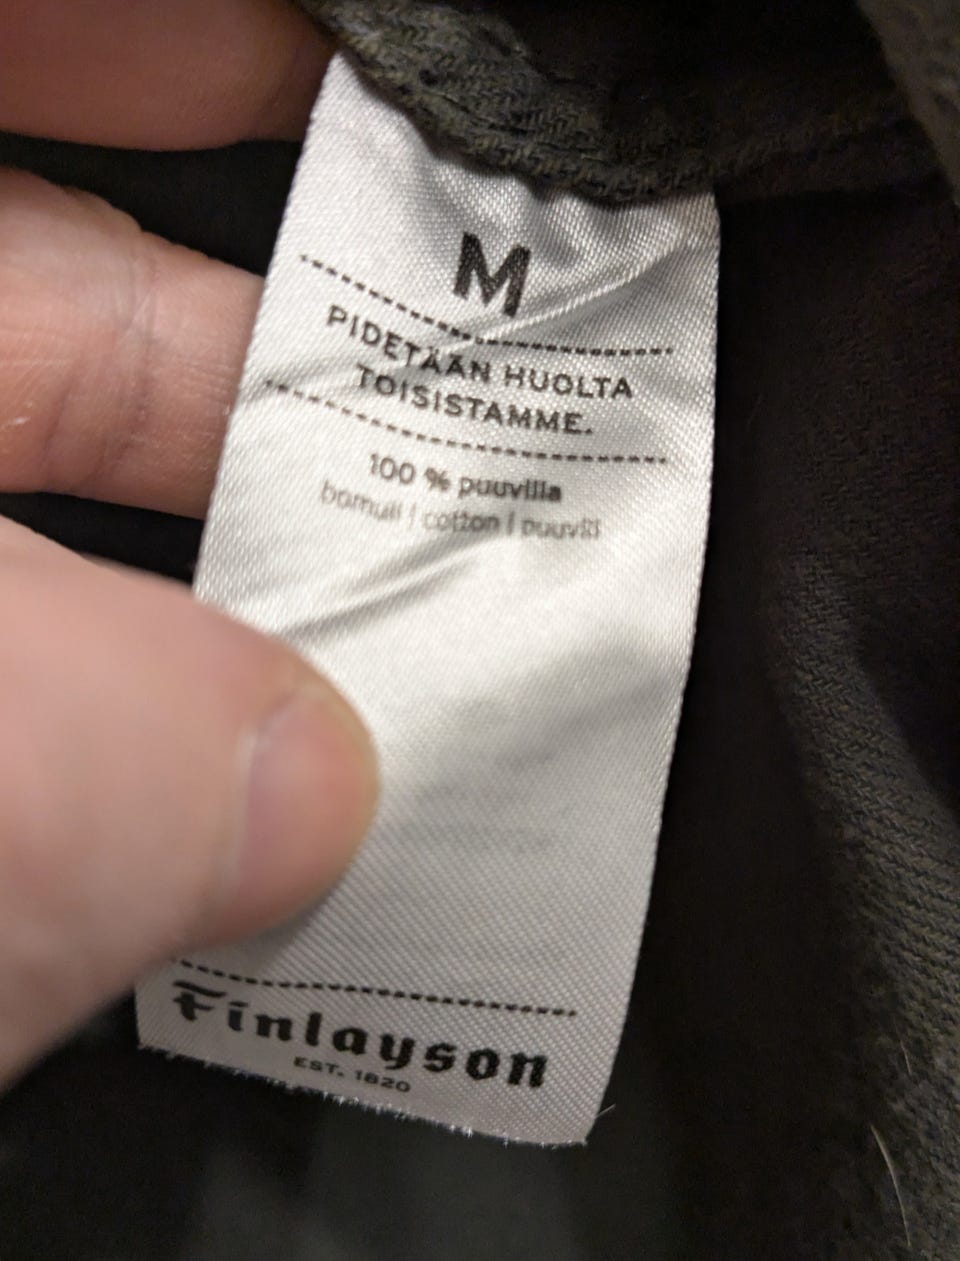 M
PIDETÄÄN HUOLTA
TOISISTAMME.
100 % puuvilla
bomull | cotton | puuvill
Finlayson
EST. 1820